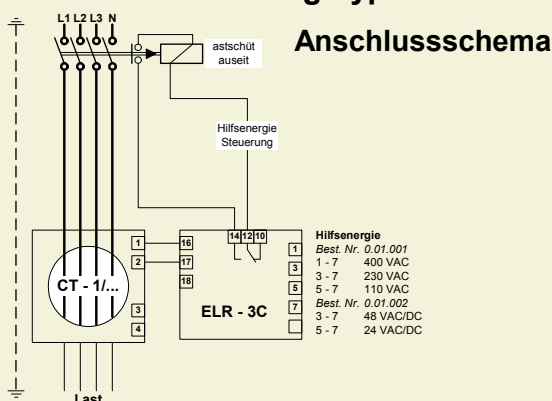 Anschlussschema
L1 L2 L3 N
astschüt
auseit
Hilfsenergie
Steuerung
14 12 10
1 16
2 17
18
3
4
CT - 1/...
ELR - 3C
1
3
5
7
Hilfsenergie
Best. Nr. 0.01.001
1 - 7 400 VAC
3 - 7 230 VAC
5 - 7 110 VAC
Best. Nr. 0.01.002
3 - 7 48 VAC/DC
5 - 7 24 VAC/DC
Last